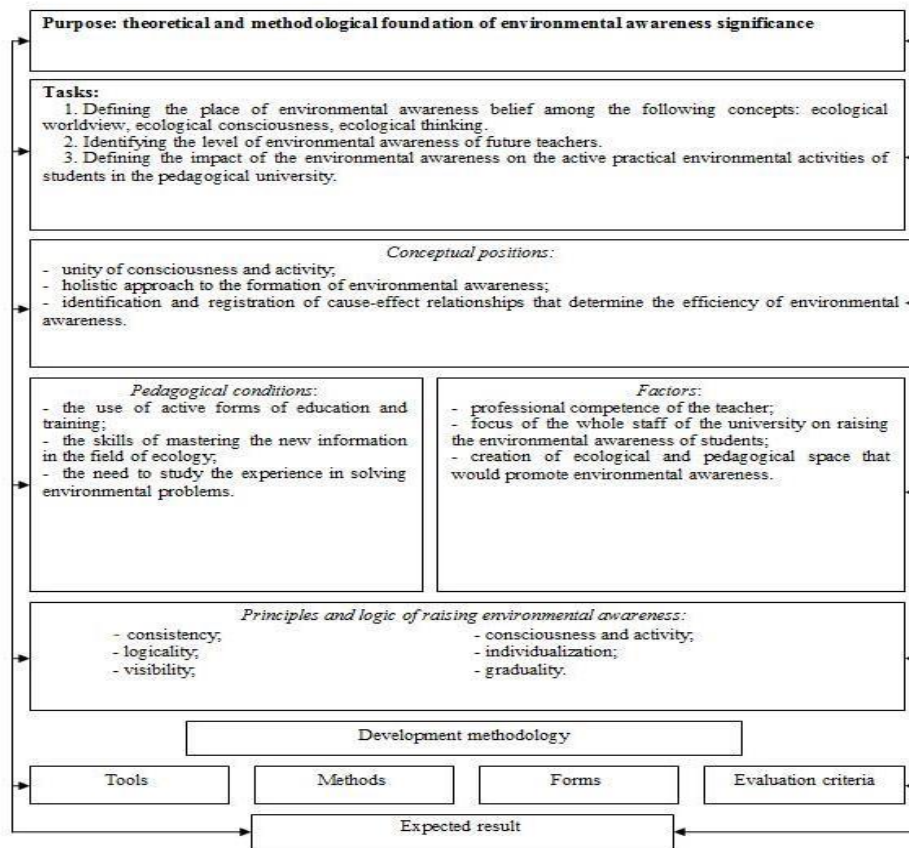 Purpose: theoretical and methodological foundation of environmental awareness significance
Tasks:
1. Defining the place of environmental awareness belief among the following concepts: ecological
worldview, ecological consciousness, ecological thinking.
2. Identifying the level of environmental awareness of future teachers.
3. Defining the impact of the environmental awareness on the active practical environmental activities of
students in the pedagogical university.
Conceptual positions:
- unity of consciousness and activity;
- holistic approach to the formation of environmental awareness;
- identification and registration of cause-effect relationships that determine the efficiency of environmental
awareness.
Pedagogical conditions:
- the use of active forms of education and
training;
- the skills of mastering the new information
in the field of ecology;
- the need to study the experience in solving
environmental problems.
Factors:
- professional competence of the teacher;
- focus of the whole staff of the university on raising
the environmental awareness of students;
- creation of ecological and pedagogical space that
would promote environmental awareness.
Principles and logic of raising environmental awareness:
- consistency;
- logicality;
- visibility;
- consciousness and activity;
- individualization;
- graduality.
Development methodology
Tools
Methods
Forms
Evaluation criteria
Expected result